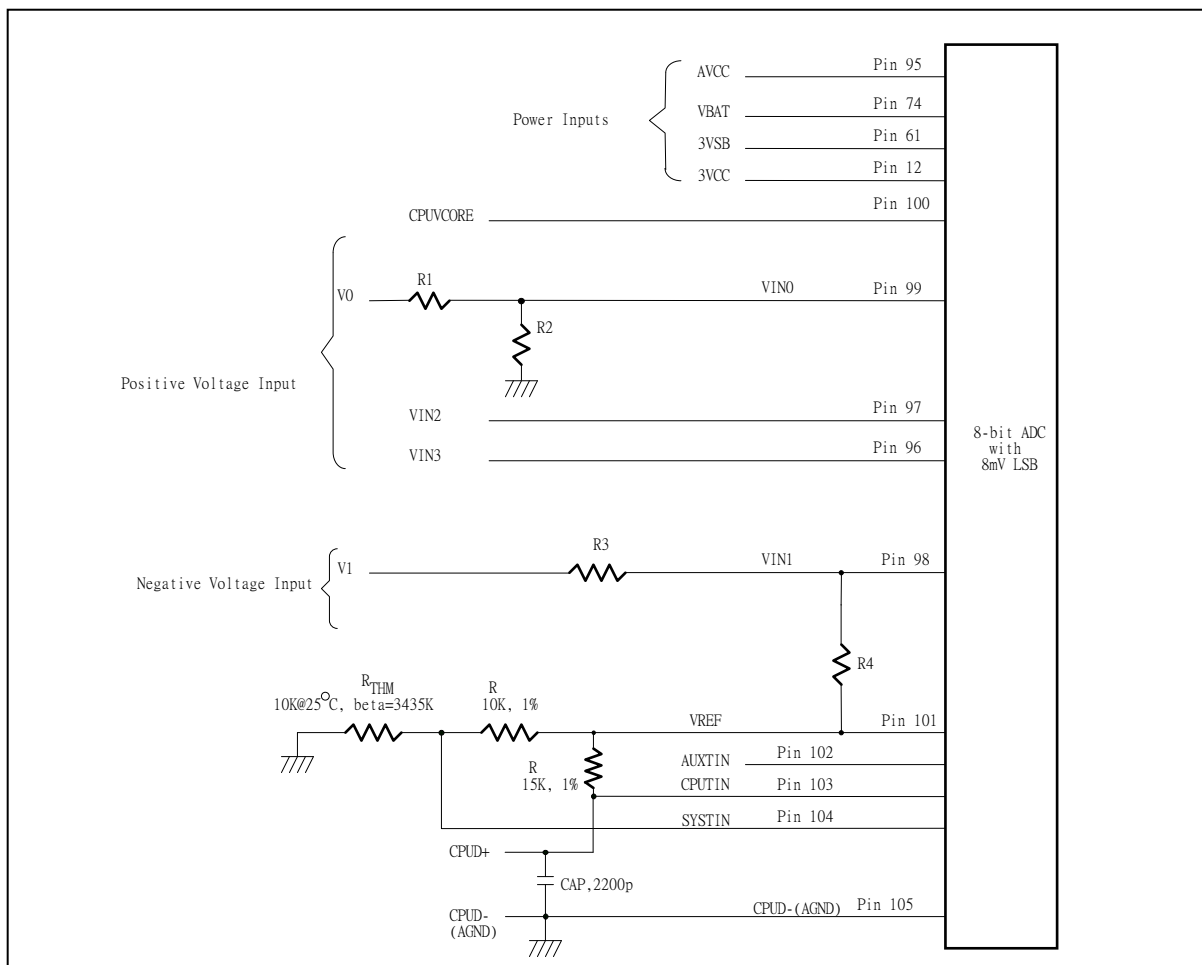 AVCC Pin 95
VBAT Pin 74
Power Inputs
3VSB Pin 61
3VCC Pin 12
CPUVCORE Pin 100
R1
V0 VIN0 Pin 99
R2
Positive Voltage Input
VIN2 Pin 97
VIN3 Pin 96
8-bit ADC
with
8mV LSB
R3
V1 VIN1 Pin 98
Negative Voltage Input
R4
RTHM
10K@25°C, beta=3435K
R
10K, 1%
VREF Pin 101
R
15K, 1%
AUXTIN Pin 102
CPUTIN Pin 103
SYSTIN Pin 104
CPUD+
CAP,2200p
CPUD-
(AGND)
CPUD-(AGND) Pin 105